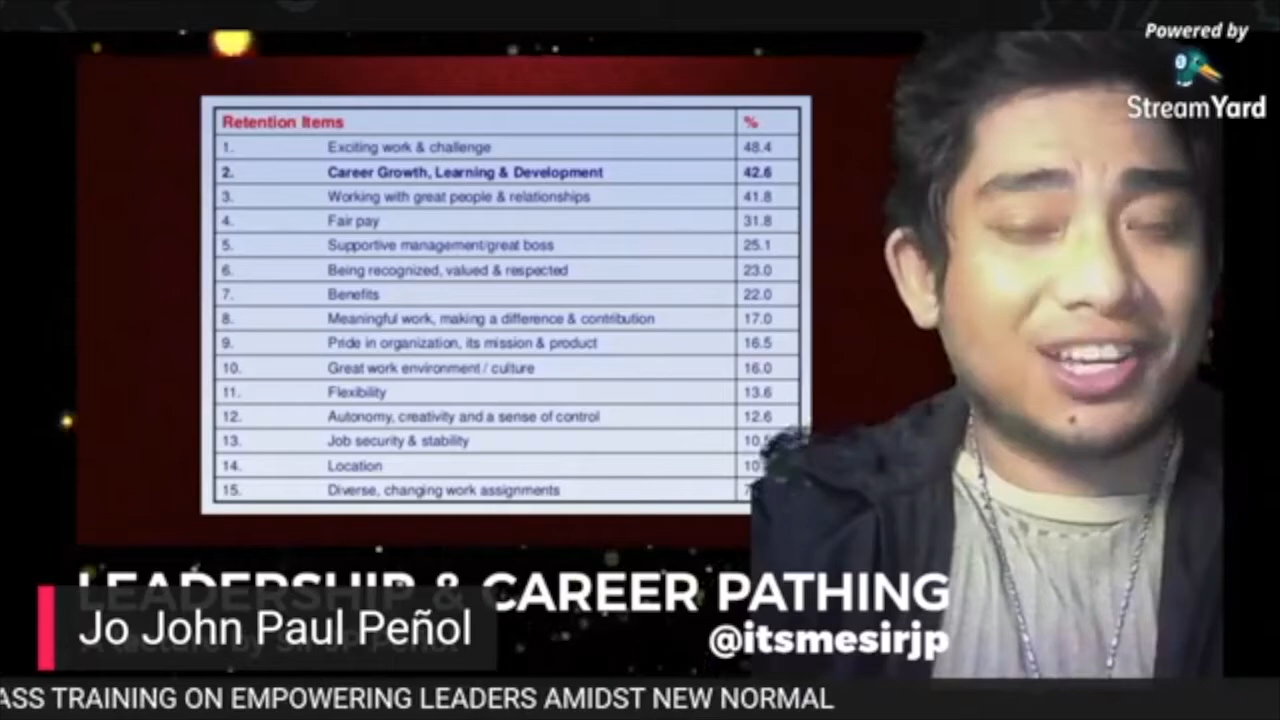 Powered by
StreamYard
Retention Items %
1. Exciting work & challenge 48.4
2. Career Growth, Learning & Development 42.6
3. Working with great people & relationships 41.8
4. Fair pay 31.8
5. Supportive management/great boss 25.1
6. Being recognized, valued & respected 23.0
7. Benefits 22.0
8. Meaningful work, making a difference & contribution 17.0
9. Pride in organization, its mission & product 16.5
10. Great work environment / culture 16.0
11. Flexibility 13.6
12. Autonomy, creativity and a sense of control 12.6
13. Job security & stability
14. Location
15. Diverse, changing work assignments
LEADERSHIP & CAREER PATHING
Jo John Paul Peñol
@itsmesirjp
ASS TRAINING ON EMPOWERING LEADERS AMIDST NEW NORMAL